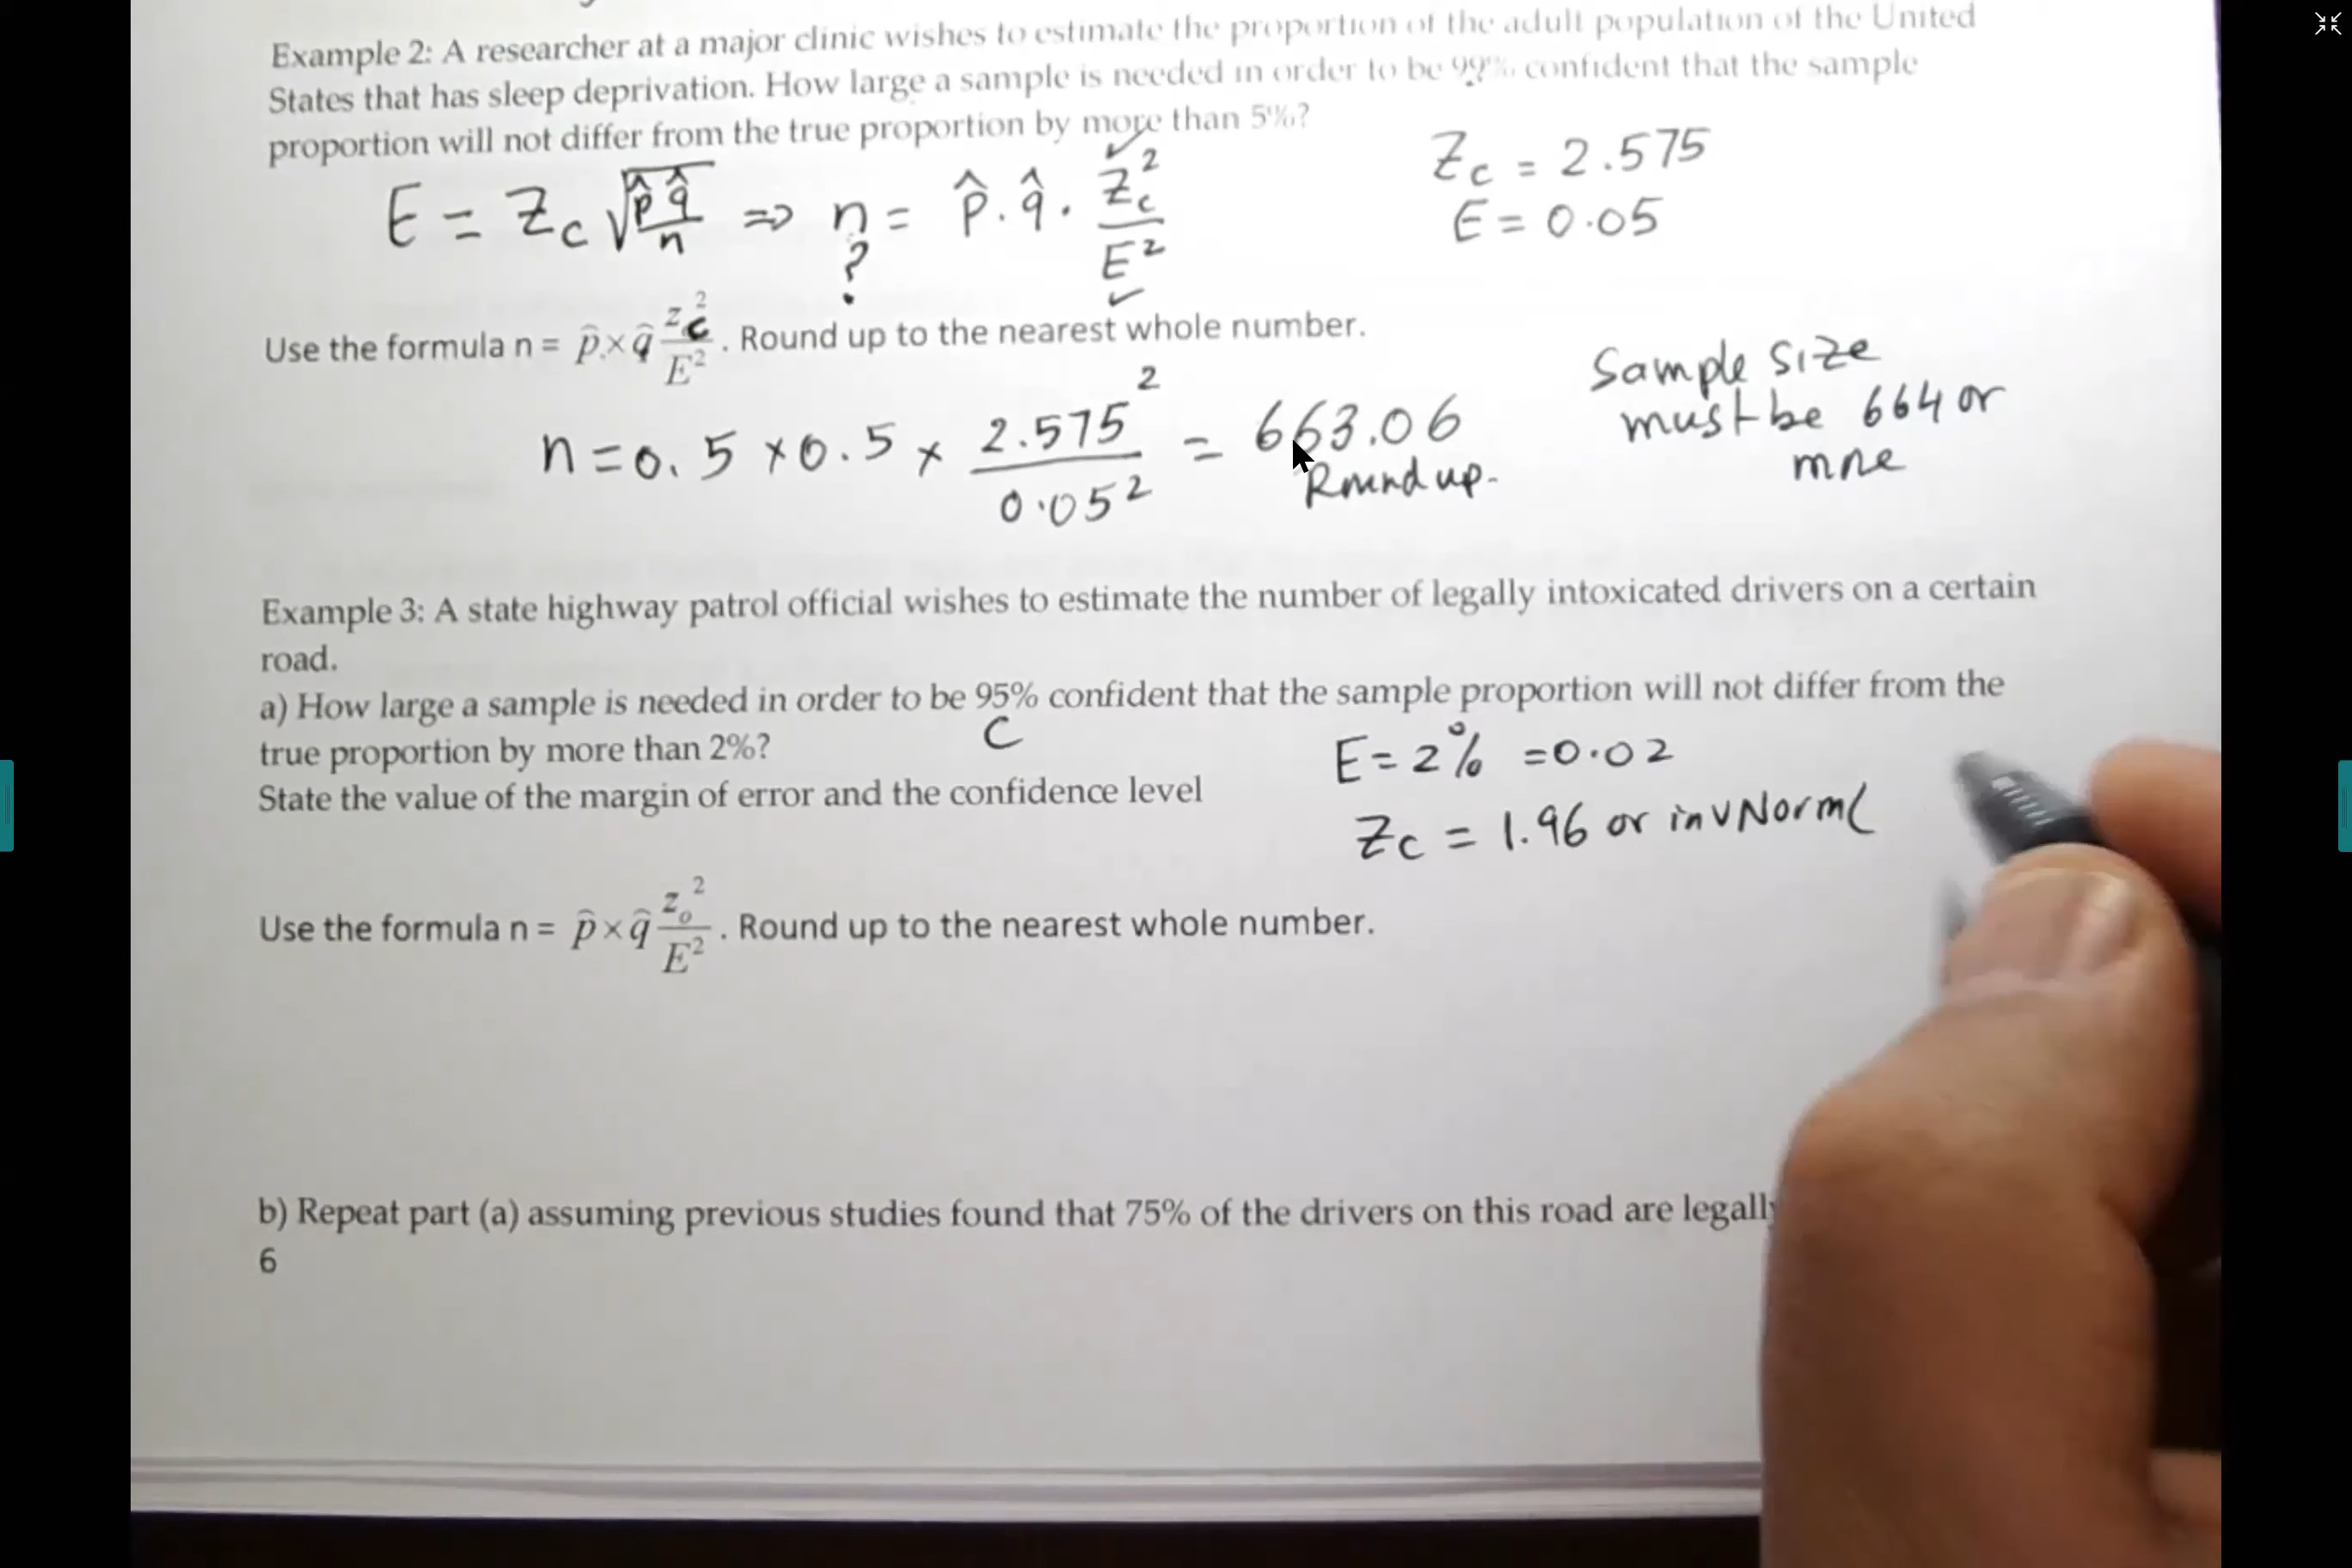 Example 2: A researcher at a major clinic wishes to estimate the proportion of the adult population of the United
States that has sleep deprivation. How large a sample is needed in order to be 99% confident that the sample
proportion will not differ from the true proportion by more than 5%?
Zc = 2.575
E = Zc √(p̂ q̂ / n) ⇒ n = p̂ . q̂ . Zc² / E²
E = 0.05
?
Use the formula n = p̂ × q̂ zc² / E² . Round up to the nearest whole number.
Sample size
must be 664 or
more
n = 0.5 × 0.5 × 2.575² / 0.05² = 663.06
Round up.
Example 3: A state highway patrol official wishes to estimate the number of legally intoxicated drivers on a certain
road.
a) How large a sample is needed in order to be 95% confident that the sample proportion will not differ from the
C
true proportion by more than 2%?
E = 2% = 0.02
State the value of the margin of error and the confidence level
Zc = 1.96 or invNorm(
Use the formula n = p̂ × q̂ z₀² / E² . Round up to the nearest whole number.
b) Repeat part (a) assuming previous studies found that 75% of the drivers on this road are legally
6